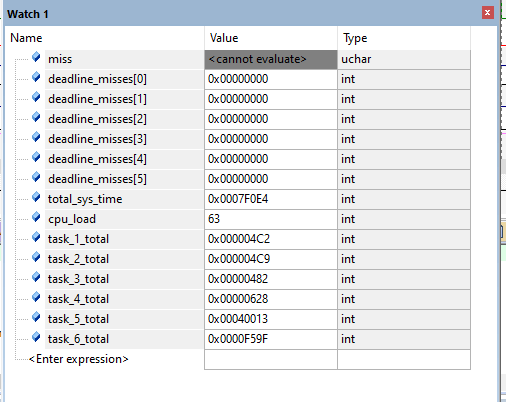 Watch 1
Name Value Type
miss <cannot evaluate> uchar
deadline_misses[0] 0x00000000 int
deadline_misses[1] 0x00000000 int
deadline_misses[2] 0x00000000 int
deadline_misses[3] 0x00000000 int
deadline_misses[4] 0x00000000 int
deadline_misses[5] 0x00000000 int
total_sys_time 0x0007F0E4 int
cpu_load 63 int
task_1_total 0x000004C2 int
task_2_total 0x000004C9 int
task_3_total 0x00000482 int
task_4_total 0x00000628 int
task_5_total 0x00040013 int
task_6_total 0x0000F59F int
<Enter expression>